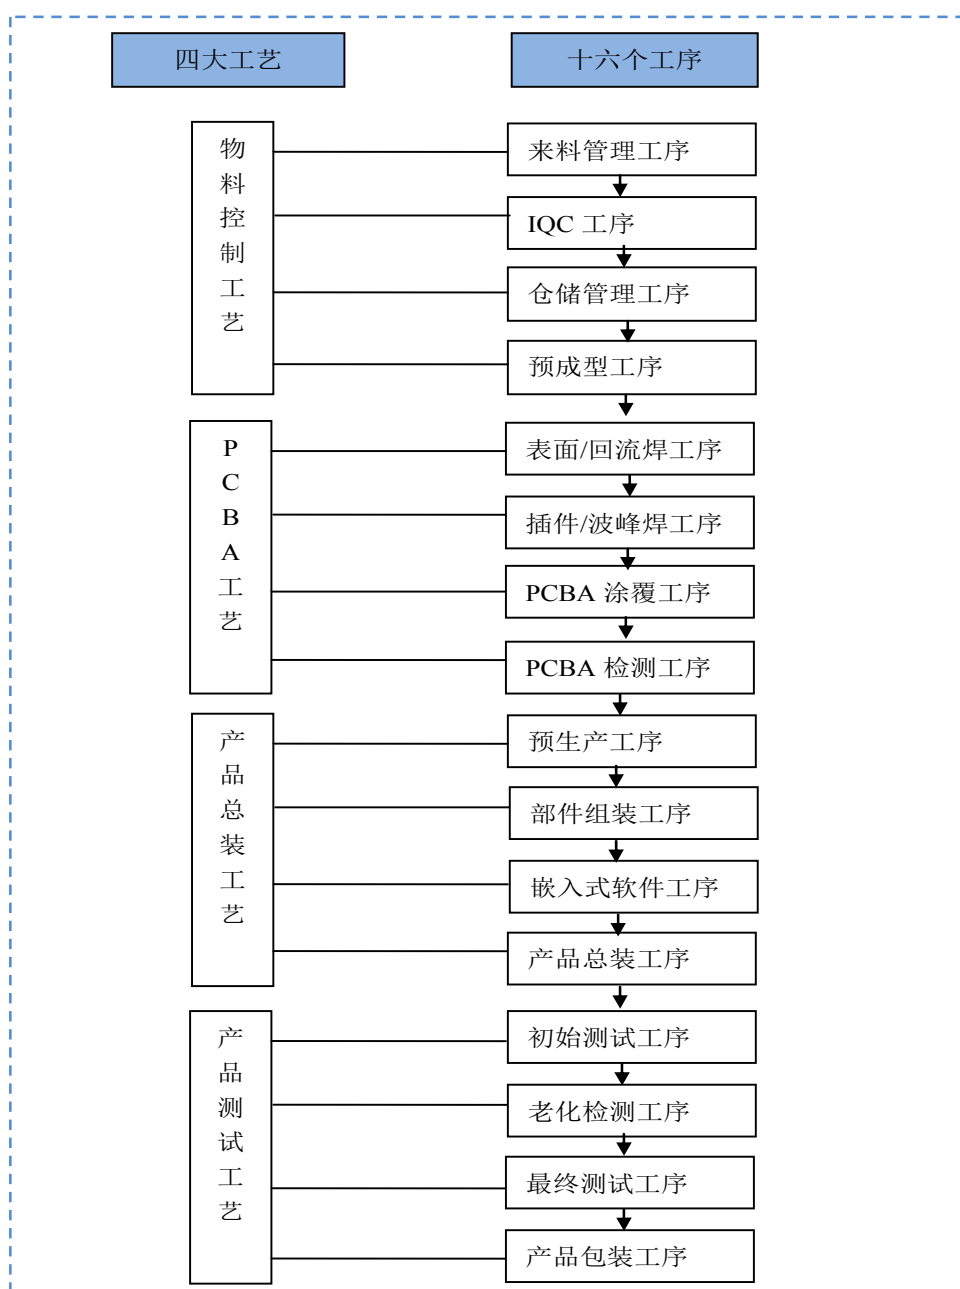 四大工艺
十六个工序
物料控制工艺
来料管理工序
IQC 工序
仓储管理工序
预成型工序
PCBA工艺
表面/回流焊工序
插件/波峰焊工序
PCBA 涂覆工序
PCBA 检测工序
产品总装工艺
预生产工序
部件组装工序
嵌入式软件工序
产品总装工序
产品测试工艺
初始测试工序
老化检测工序
最终测试工序
产品包装工序